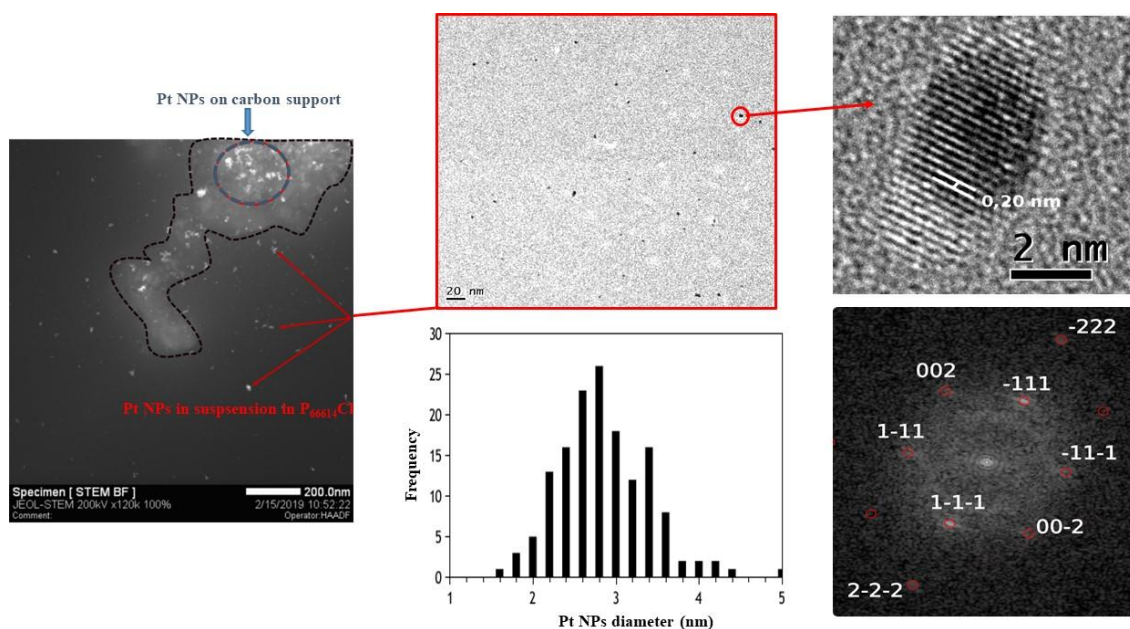 Pt NPs on carbon support
Pt NPs in suspsension in P66614Cl
Specimen [ STEM BF ]
200.0nm
JEOL-STEM 200kV x120k 100%
2/15/2019 10:52:22
Comment:
Operator:HAADF
20 nm
0,20 nm
2 nm
30
25
20
15
10
5
0
Frequency
1
2
3
4
5
Pt NPs diameter (nm)
-222
002
-111
1-11
-11-1
1-1-1
00-2
2-2-2